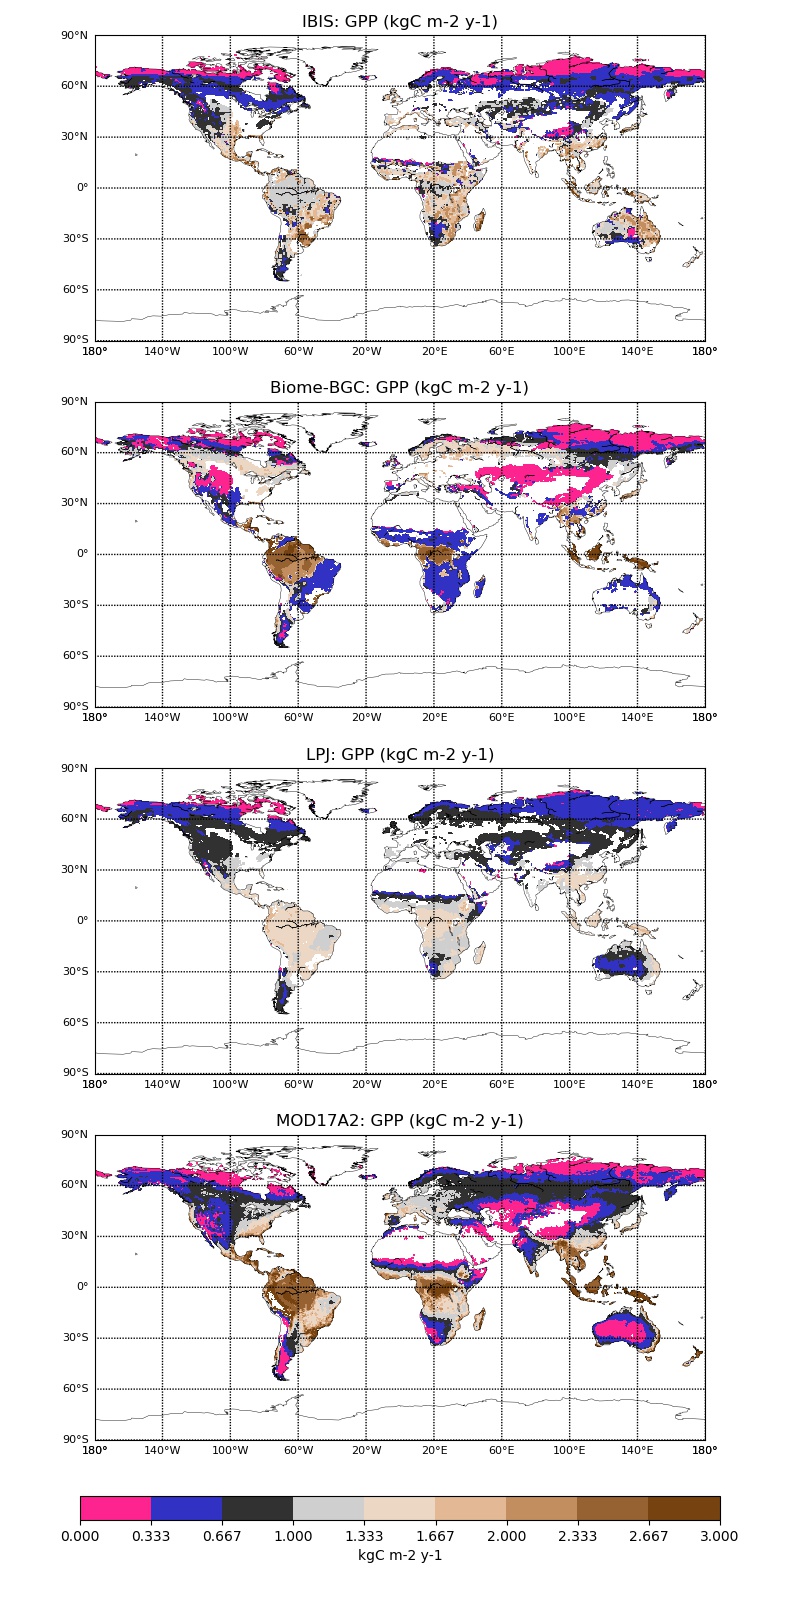 IBIS: GPP (kgC m-2 y-1)
90°N
60°N
30°N
0°
30°S
60°S
90°S
180° 140°W 100°W 60°W 20°W 20°E 60°E 100°E 140°E 180°
Biome-BGC: GPP (kgC m-2 y-1)
90°N
60°N
30°N
0°
30°S
60°S
90°S
180° 140°W 100°W 60°W 20°W 20°E 60°E 100°E 140°E 180°
LPJ: GPP (kgC m-2 y-1)
90°N
60°N
30°N
0°
30°S
60°S
90°S
180° 140°W 100°W 60°W 20°W 20°E 60°E 100°E 140°E 180°
MOD17A2: GPP (kgC m-2 y-1)
90°N
60°N
30°N
0°
30°S
60°S
90°S
180° 140°W 100°W 60°W 20°W 20°E 60°E 100°E 140°E 180°
0.000 0.333 0.667 1.000 1.333 1.667 2.000 2.333 2.667 3.000
kgC m-2 y-1